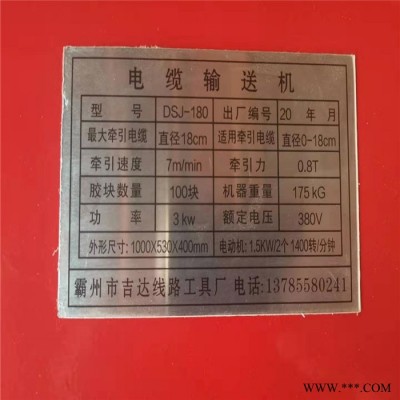 电缆输送机
型号 DSJ-180 出厂编号 20 年 月
最大牵引电缆 直径18cm 适用牵引电缆 直径0-18cm
牵引速度 7m/min 牵引力 0.8T
胶块数量 100块 机器重量 175kG
功率 3kw 额定电压 380V
外形尺寸: 1000X530X400mm 电动机: 1.5KW/2个 1400转/分钟
霸州市吉达线路工具厂 电话:13785580241
www.***.com